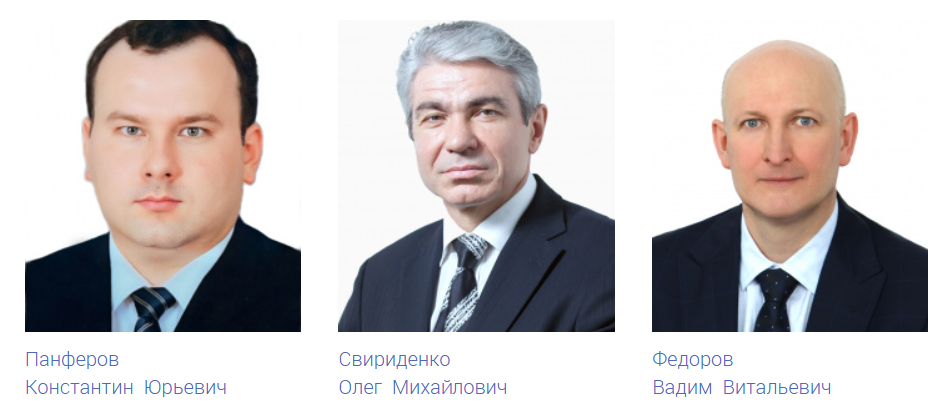 Панферов
Константин Юрьевич
Свириденко
Олег Михайлович
Федоров
Вадим Витальевич